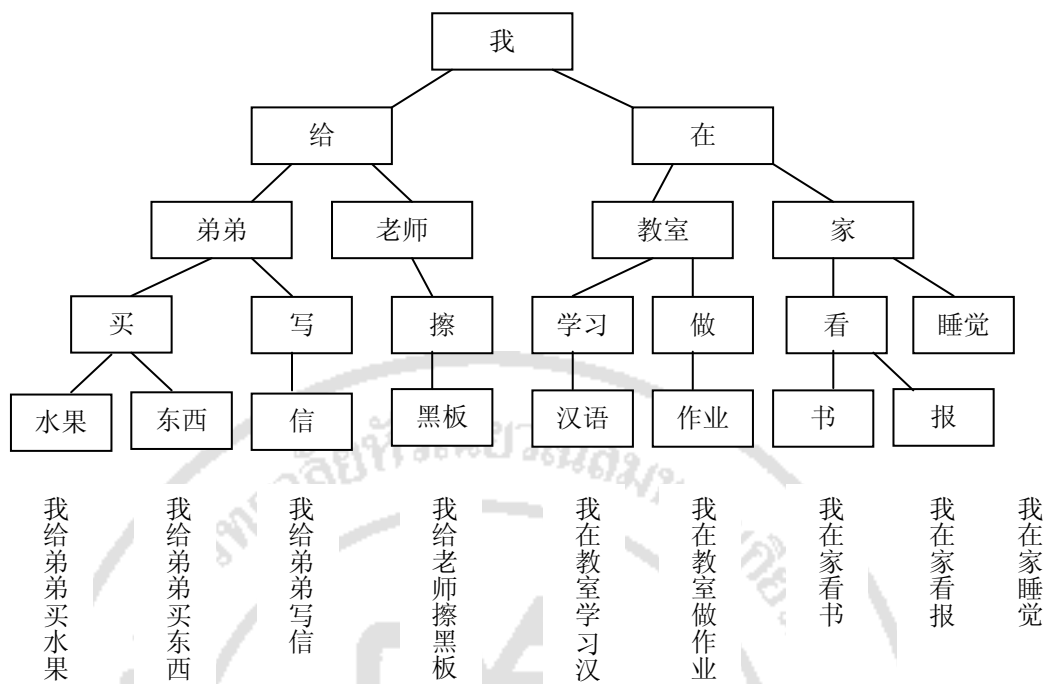 我
给 在
弟弟 老师 教室 家
买 写 擦 学习 做 看 睡觉
水果 东西 信 黑板 汉语 作业 书 报
我给弟弟买水果
我给弟弟买东西
我给弟弟写信
我给老师擦黑板
我在教室学习汉
我在教室做作业
我在家看书
我在家看报
我在家睡觉